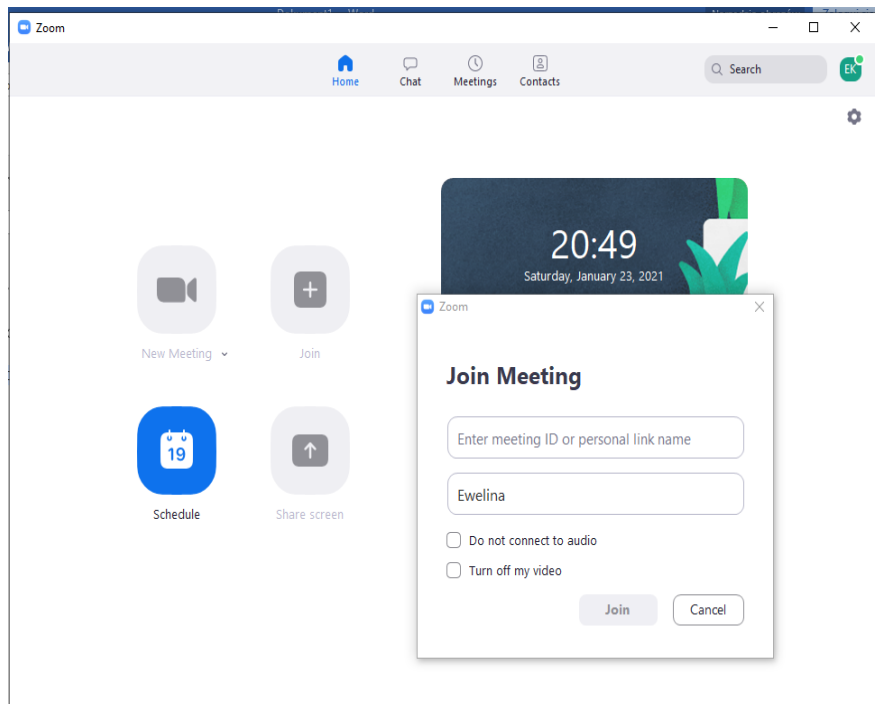 Zoom
Home
Chat
Meetings
Contacts
Search
EK
20:49
Saturday, January 23, 2021
New Meeting
Join
19
Schedule
Share screen
Zoom
Join Meeting
Enter meeting ID or personal link name
Ewelina
Do not connect to audio
Turn off my video
Join
Cancel